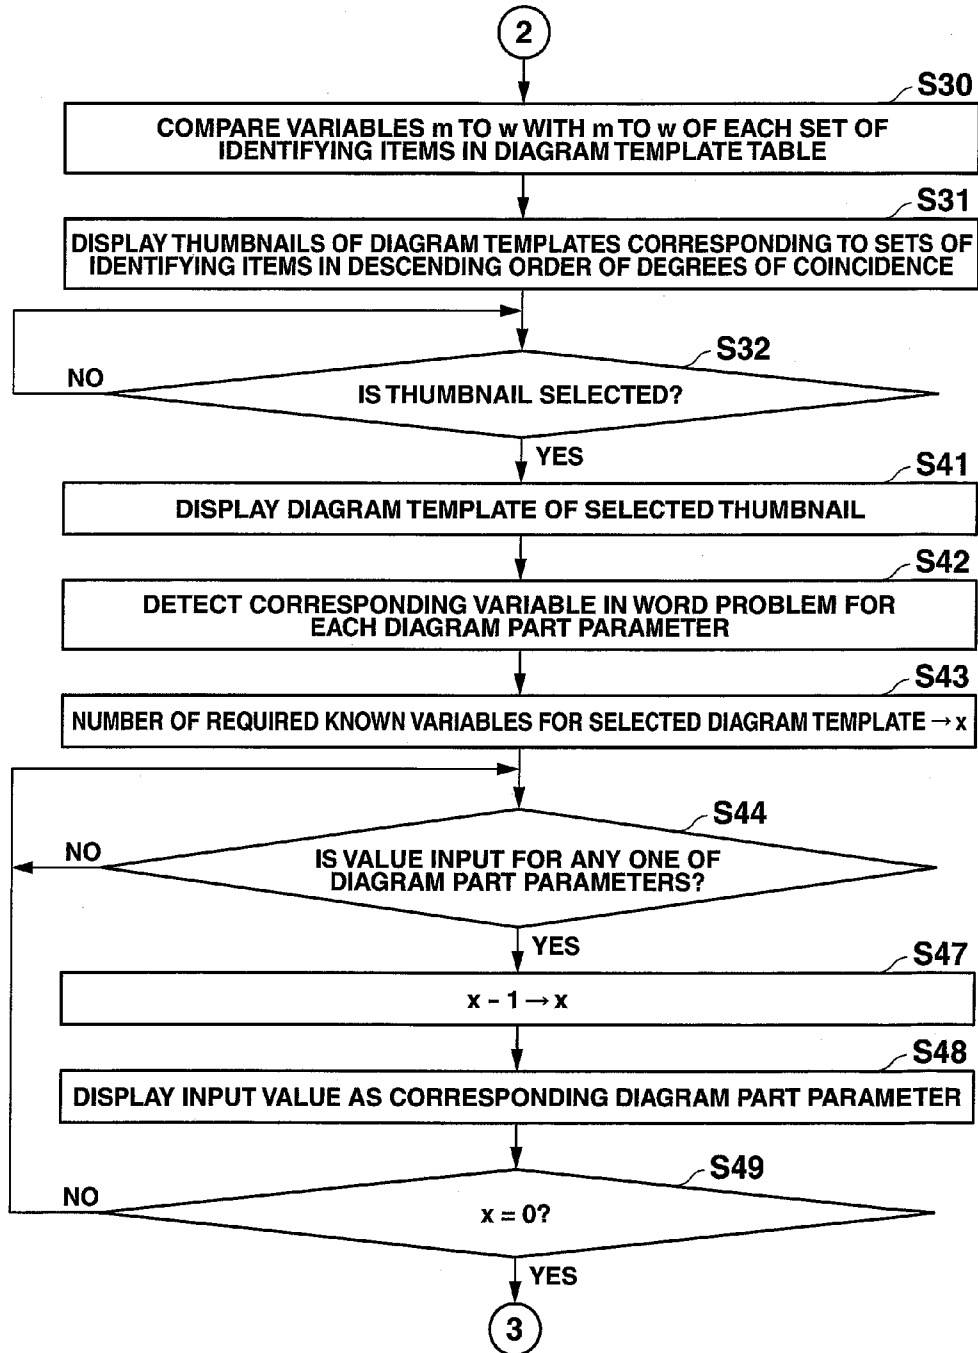 2
S30
COMPARE VARIABLES m TO w WITH m TO w OF EACH SET OF
IDENTIFYING ITEMS IN DIAGRAM TEMPLATE TABLE
S31
DISPLAY THUMBNAILS OF DIAGRAM TEMPLATES CORRESPONDING TO SETS OF
IDENTIFYING ITEMS IN DESCENDING ORDER OF DEGREES OF COINCIDENCE
S32
NO
IS THUMBNAIL SELECTED?
YES
S41
DISPLAY DIAGRAM TEMPLATE OF SELECTED THUMBNAIL
S42
DETECT CORRESPONDING VARIABLE IN WORD PROBLEM FOR
EACH DIAGRAM PART PARAMETER
S43
NUMBER OF REQUIRED KNOWN VARIABLES FOR SELECTED DIAGRAM TEMPLATE → x
S44
NO
IS VALUE INPUT FOR ANY ONE OF
DIAGRAM PART PARAMETERS?
YES
S47
x – 1 → x
S48
DISPLAY INPUT VALUE AS CORRESPONDING DIAGRAM PART PARAMETER
S49
NO
x = 0?
YES
3